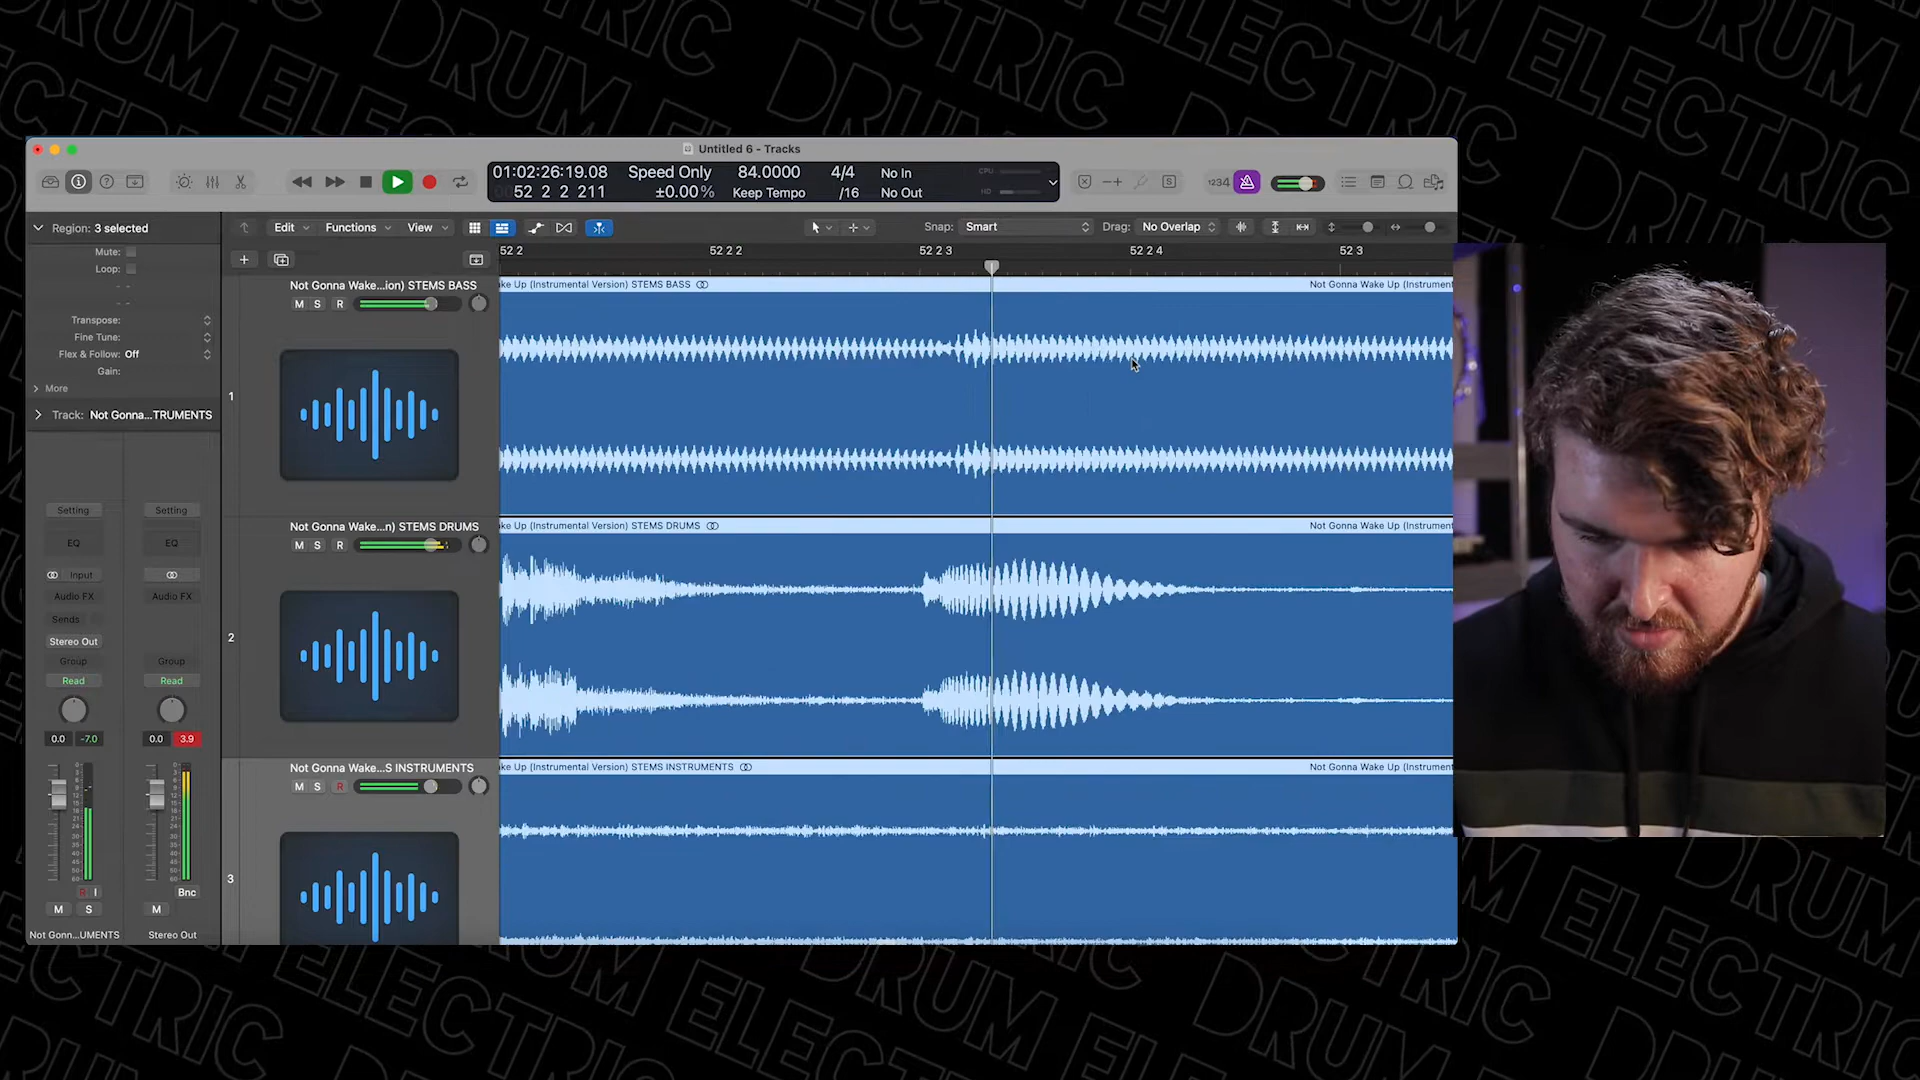 DRUM ELECTRIC
Untitled 6 - Tracks
01:02:26:19.08
52 2 2 211
Speed Only
±0.00%
84.0000
Keep Tempo
4/4
/16
No In
No Out
CPU
HD
1234
Region: 3 selected
Edit
Functions
View
Snap: Smart
Drag: No Overlap
Mute:
Loop:
Transpose:
Fine Tune:
Flex & Follow: Off
Gain:
More
Track: Not Gonna...TRUMENTS
52 2
52 2 2
52 2 3
52 2 4
52 3
Not Gonna Wake...ion) STEMS BASS
M S R
1
ke Up (Instrumental Version) STEMS BASS
Not Gonna Wake Up (Instrument
Not Gonna Wake...n) STEMS DRUMS
M S R
2
ke Up (Instrumental Version) STEMS DRUMS
Not Gonna Wake Up (Instrument
Not Gonna Wake...S INSTRUMENTS
M S R
3
ke Up (Instrumental Version) STEMS INSTRUMENTS
Not Gonna Wake Up (Instrument
Setting Setting
EQ EQ
Input
Audio FX Audio FX
Sends
Stereo Out
Group Group
Read Read
0.0 -7.0 0.0 3.9
R I Bnc
M S M
Not Gonn...UMENTS Stereo Out